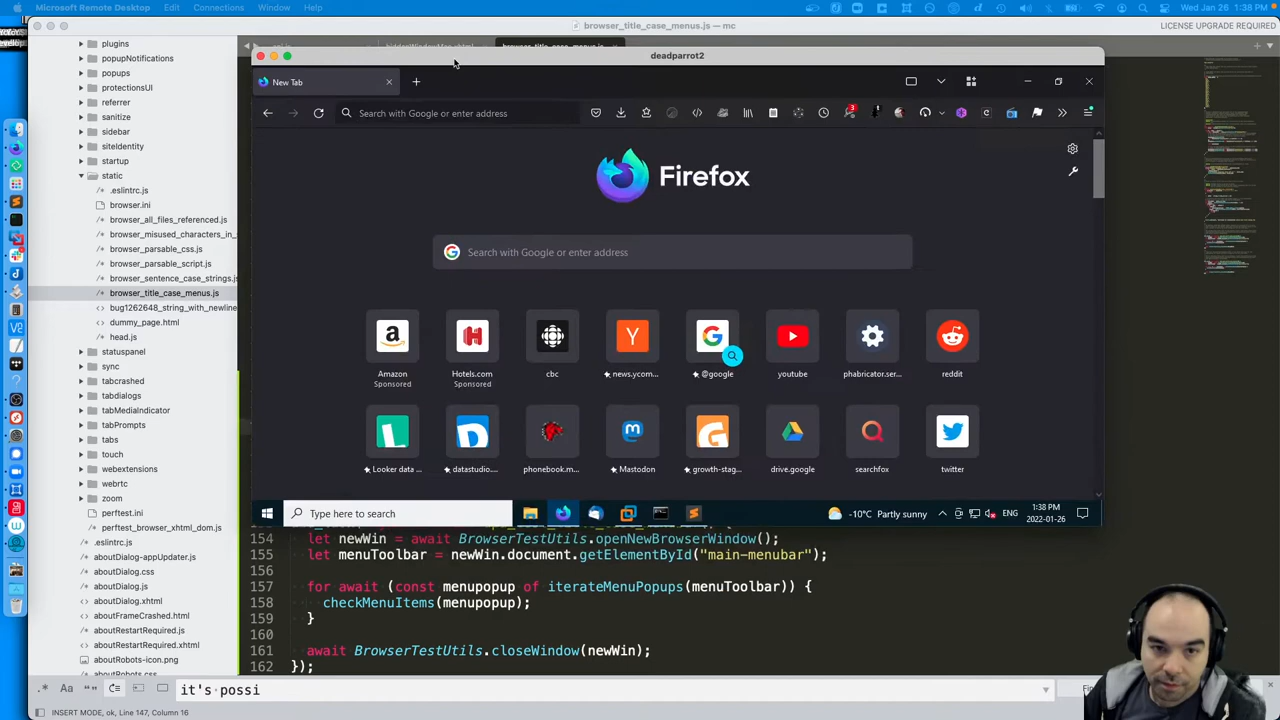 Microsoft Remote Desktop Edit Connections Window Help
Wed Jan 26 1:38 PM
browser_title_case_menus.js — mc
LICENSE UPGRADE REQUIRED
deadparrot2
New Tab
Search with Google or enter address
3
Firefox
Search with Google or enter address
Amazon
Sponsored
Hotels.com
Sponsored
cbc
news.ycom...
@google
youtube
phabricator.ser...
reddit
Looker data ...
datastudio....
phonebook.m...
Mastodon
growth-stag...
drive.google
searchfox
twitter
Type here to search
-10°C Partly sunny
ENG
1:38 PM
2022-01-26
plugins
popupNotifications
popups
protectionsUI
referrer
sanitize
sidebar
siteIdentity
startup
static
.eslintrc.js
browser.ini
browser_all_files_referenced.js
browser_misused_characters_in_s
browser_parsable_css.js
browser_parsable_script.js
browser_sentence_case_strings.js
browser_title_case_menus.js
bug1262648_string_with_newline
dummy_page.html
head.js
statuspanel
sync
tabcrashed
tabdialogs
tabMediaIndicator
tabPrompts
tabs
touch
webextensions
webrtc
zoom
perftest.ini
perftest_browser_xhtml_dom.js
.eslintrc.js
aboutDialog-appUpdater.js
aboutDialog.css
aboutDialog.js
aboutDialog.xhtml
aboutFrameCrashed.html
aboutRestartRequired.js
aboutRestartRequired.xhtml
aboutRobots-icon.png
aboutRobots.css
154 let newWin = await BrowserTestUtils.openNewBrowserWindow();
155 let menuToolbar = newWin.document.getElementById("main-menubar");
156
157 for await (const menupopup of iterateMenuPopups(menuToolbar)) {
158 checkMenuItems(menupopup);
159 }
160
161 await BrowserTestUtils.closeWindow(newWin);
162 });
.* Aa "" it's possi
INSERT MODE, ok, Line 147, Column 16